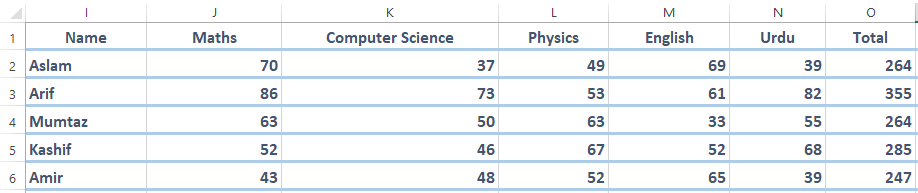 I J K L M N O
1 Name Maths Computer Science Physics English Urdu Total
2 Aslam 70 37 49 69 39 264
3 Arif 86 73 53 61 82 355
4 Mumtaz 63 50 63 33 55 264
5 Kashif 52 46 67 52 68 285
6 Amir 43 48 52 65 39 247